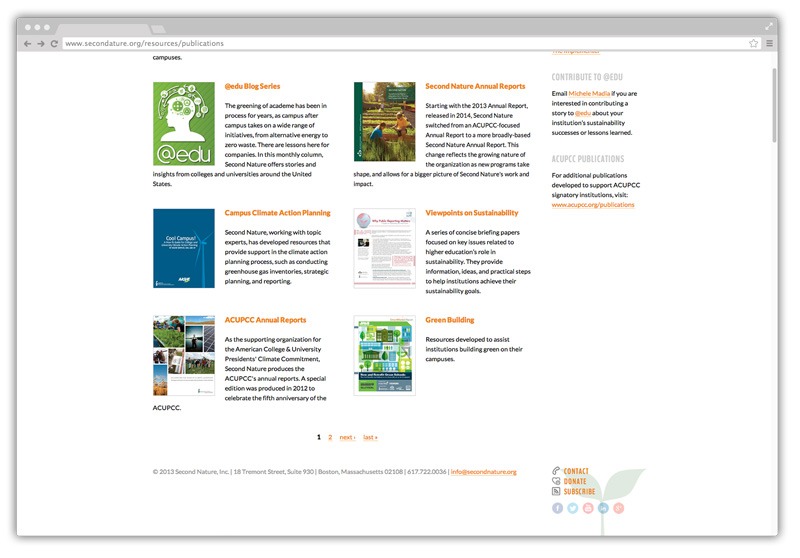 www.secondature.org/resources/publications
campuses.
@edu Blog Series
The greening of academe has been in
process for years, as campus after
campus takes on a wide range of
initiatives, from alternative energy to
zero waste. There are lessons here for
companies. In this monthly column,
Second Nature offers stories and
insights from colleges and universities around the United
States.
@edu
Second Nature Annual Reports
Starting with the 2013 Annual Report,
released in 2014, Second Nature
switched from an ACUPCC-focused
Annual Report to a more broadly-based
Second Nature Annual Report. This
change reflects the growing nature of
the organization as new programs take
shape, and allows for a bigger picture of Second Nature's work and
impact.
Campus Climate Action Planning
Second Nature, working with topic
experts, has developed resources that
provide support in the climate action
planning process, such as conducting
greenhouse gas inventories, strategic
planning, and reporting.
Cool Campus!
Viewpoints on Sustainability
A series of concise briefing papers
focused on key issues related to
higher education's role in
sustainability. They provide
information, ideas, and practical steps
to help institutions achieve their
sustainability goals.
Why Public Reporting Matters
ACUPCC Annual Reports
As the supporting organization for
the American College & University
Presidents' Climate Commitment,
Second Nature produces the
ACUPCC's annual reports. A special
edition was produced in 2012 to
celebrate the fifth anniversary of the
ACUPCC.
Green Building
Resources developed to assist
institutions building green on their
campuses.
1 2 next › last »
CONTRIBUTE TO @EDU
Email Michele Madia if you are
interested in contributing a
story to @edu about your
institution's sustainability
successes or lessons learned.
ACUPCC PUBLICATIONS
For additional publications
developed to support ACUPCC
signatory institutions, visit:
www.acupcc.org/publications
© 2013 Second Nature, Inc. | 18 Tremont Street, Suite 930 | Boston, Massachusetts 02108 | 617.722.0036 | info@secondnature.org
CONTACT
DONATE
SUBSCRIBE